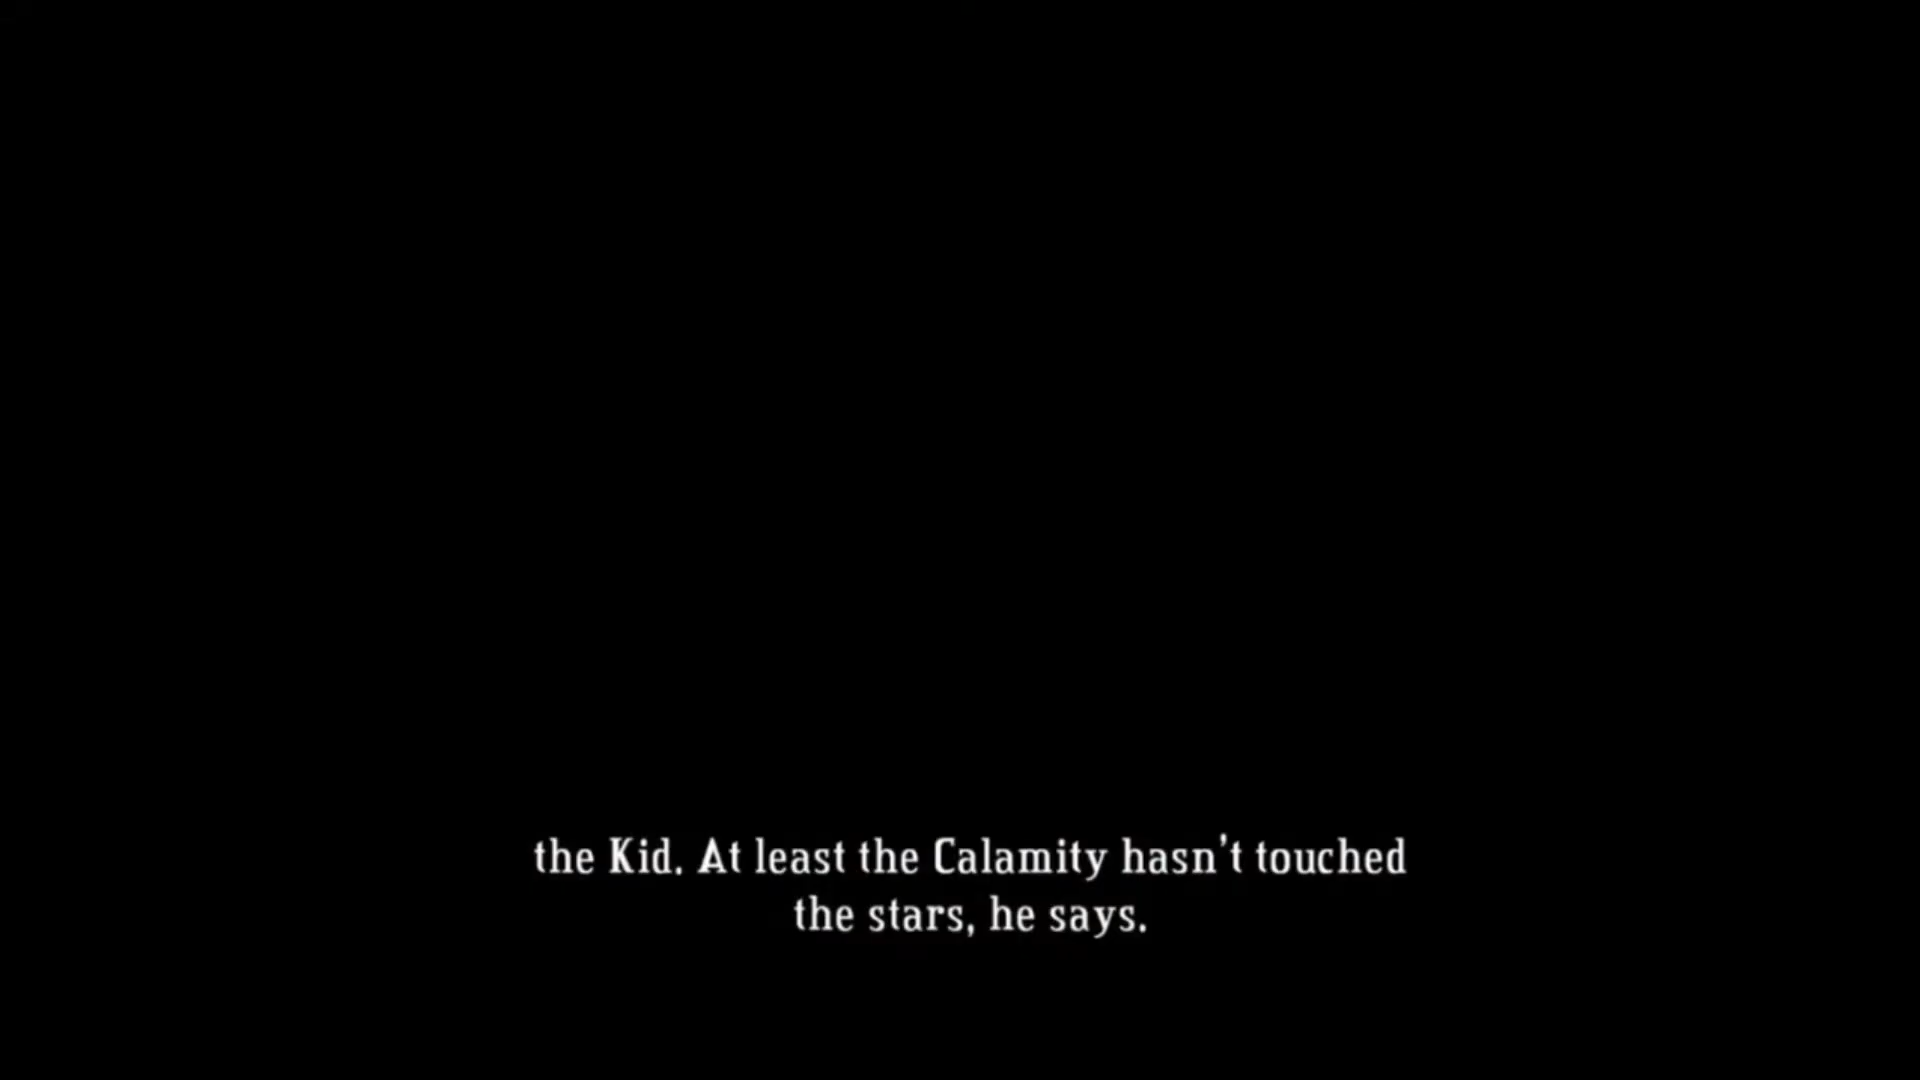 the Kid. At least the Calamity hasn't touched
the stars, he says.